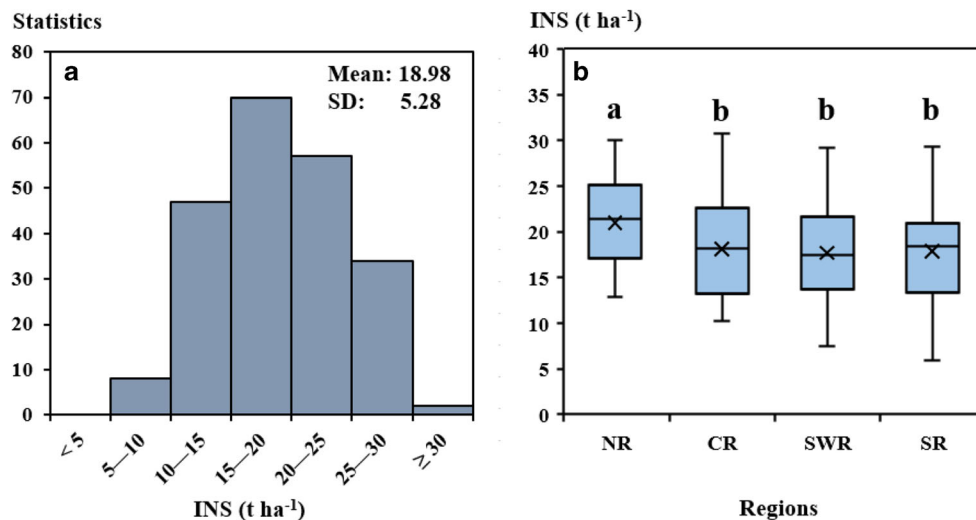 Statistics
80
70
60
50
40
30
20
10
0
a
Mean: 18.98
SD: 5.28
< 5
5—10
10—15
15—20
20—25
25—30
≥ 30
INS (t ha⁻¹)
INS (t ha⁻¹)
40
35
30
25
20
15
10
5
0
b
a
b
b
b
NR
CR
SWR
SR
Regions